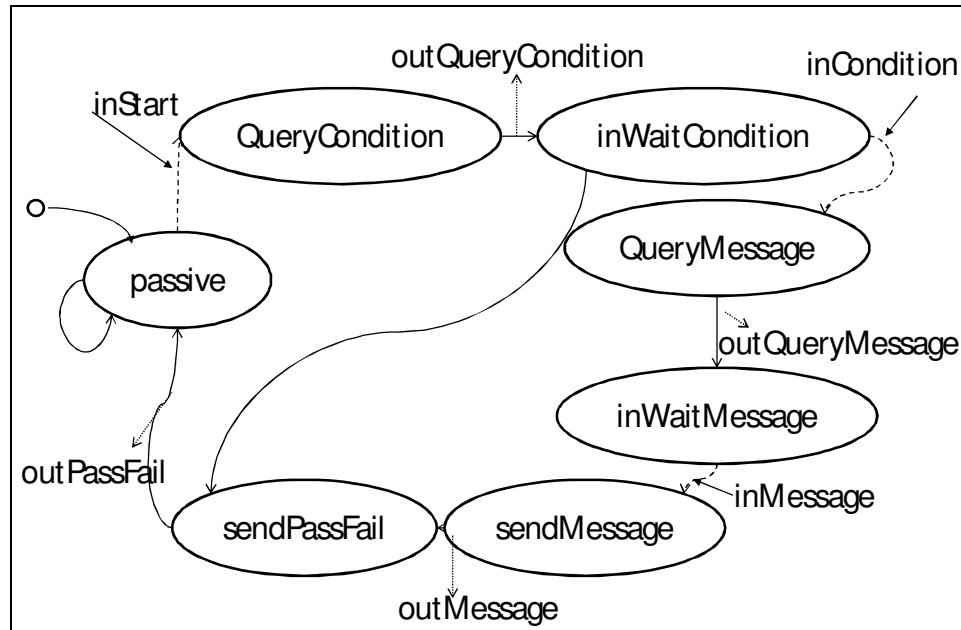 outQueryCondition
inCondition
inStart
QueryCondition
inWaitCondition
QueryMessage
passive
outQueryMessage
inWaitMessage
outPassFail
inMessage
sendPassFail
sendMessage
outMessage